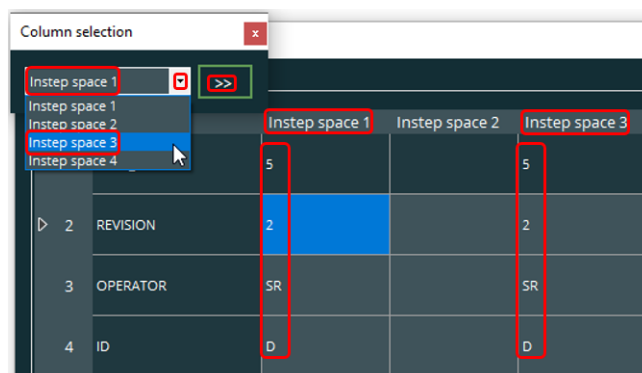 Column selection
x
Instep space 1
>>
Instep space 1
Instep space 2
Instep space 3
Instep space 4
Instep space 1 Instep space 2 Instep space 3
5 5
2 REVISION 2 2
3 OPERATOR SR SR
4 ID D D